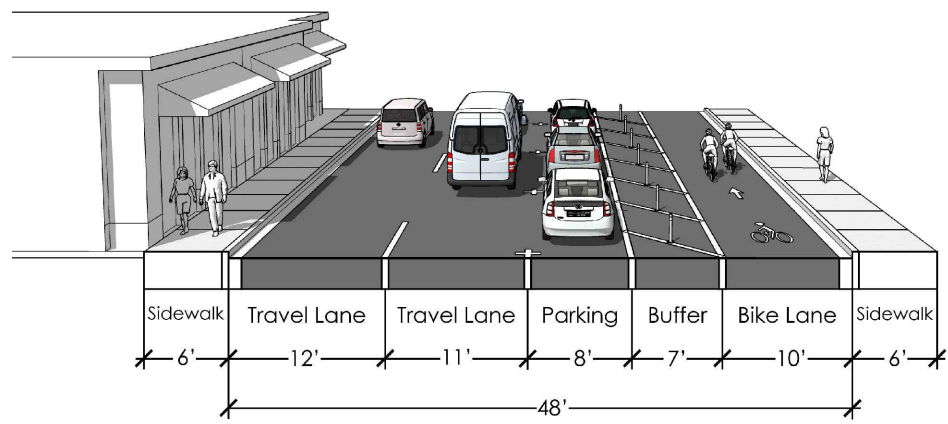 Sidewalk Travel Lane Travel Lane Parking Buffer Bike Lane Sidewalk
6' 12' 11' 8' 7' 10' 6'
48'